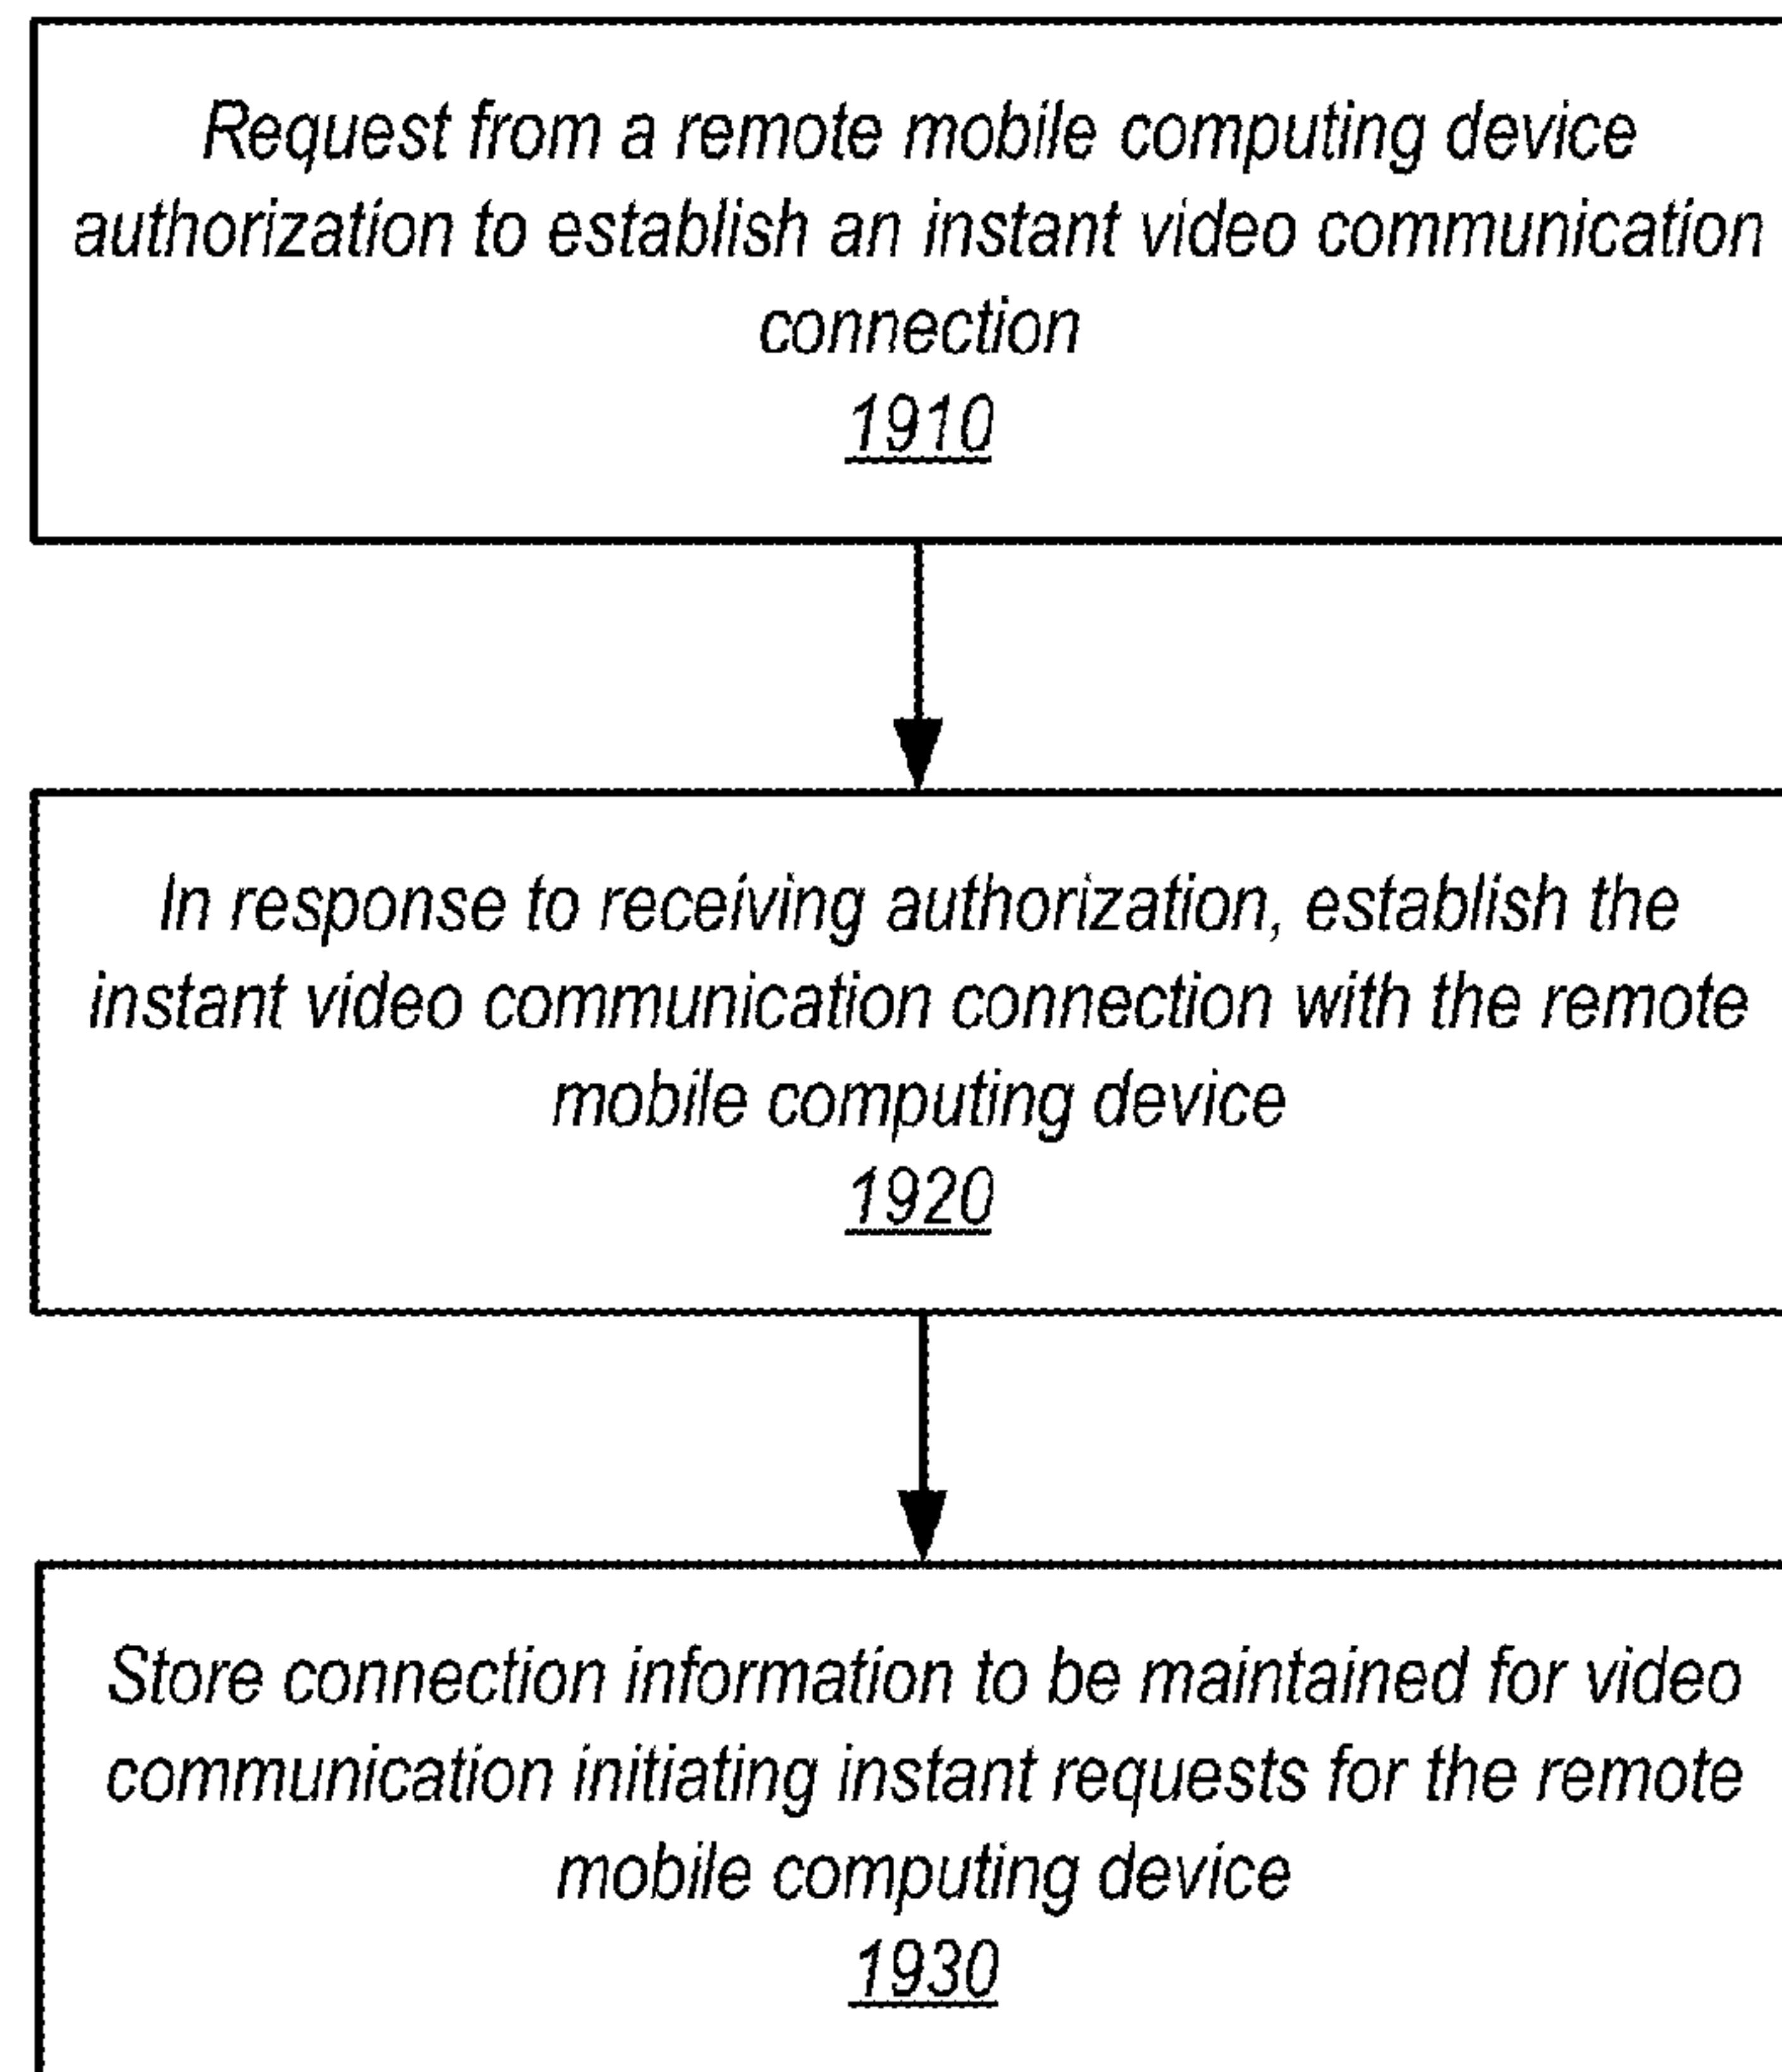 Request from a remote mobile computing device
authorization to establish an instant video communication
connection
1910
In response to receiving authorization, establish the
instant video communication connection with the remote
mobile computing device
1920
Store connection information to be maintained for video
communication initiating instant requests for the remote
mobile computing device
1930